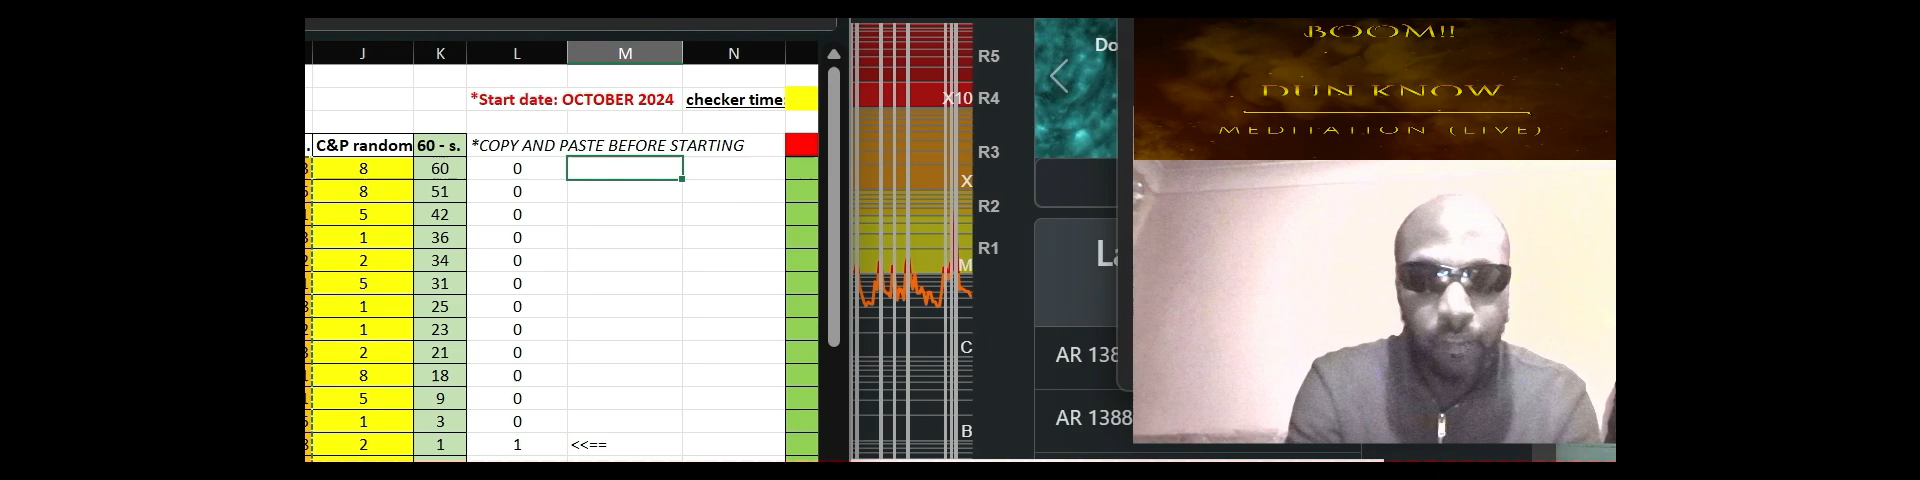 J K L M N
*Start date: OCTOBER 2024 checker time:
C&P random 60 - s. *COPY AND PASTE BEFORE STARTING
8 60 0
8 51 0
5 42 0
1 36 0
2 34 0
5 31 0
1 25 0
1 23 0
2 21 0
8 18 0
5 9 0
1 3 0
2 1 1 <<==
R5
X10 R4
R3
X
R2
R1
M
C
B
Do
La
AR 138
AR 1388
BOOM!!
DUN KNOW
MEDITATION (LIVE)